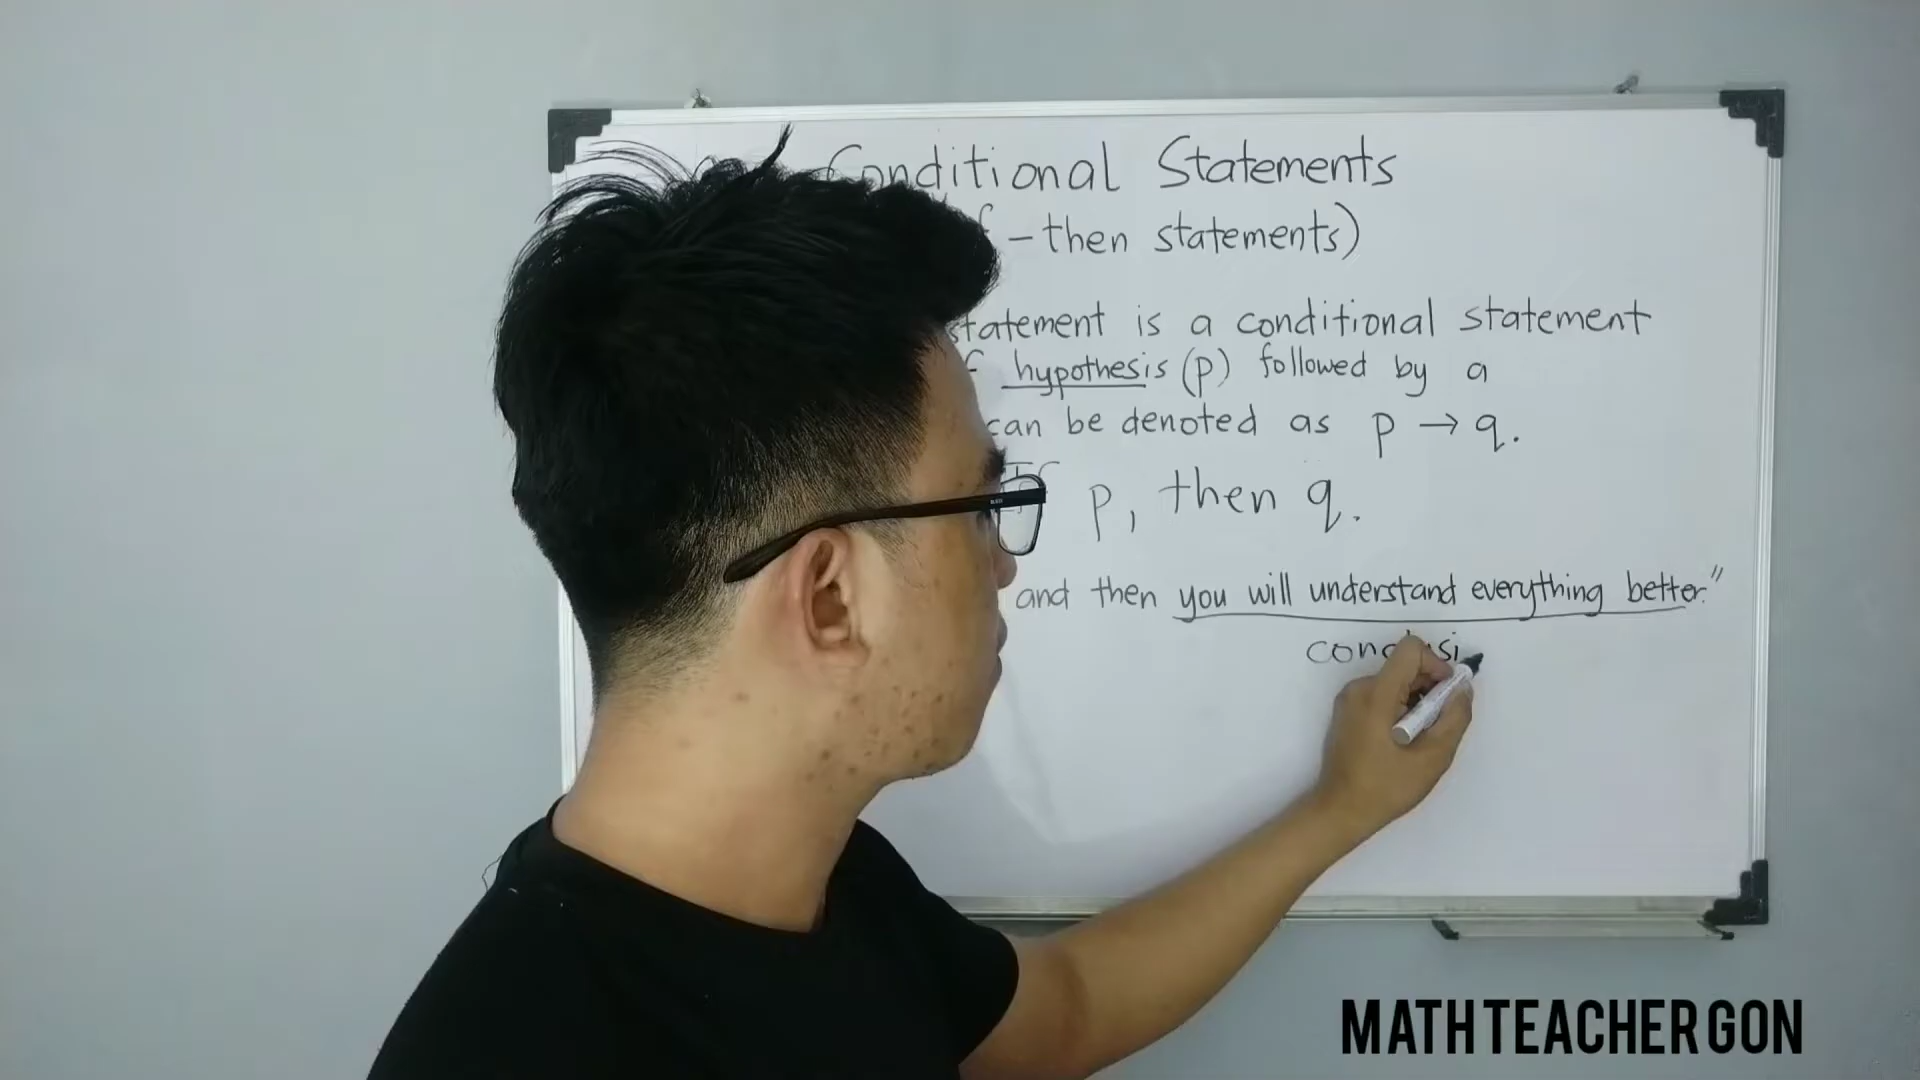 Conditional Statements
- then statements)
statement is a conditional statement
hypothesis (p) followed by a
can be denoted as p → q.
If p, then q.
and then you will understand everything better."
MATH TEACHER GON